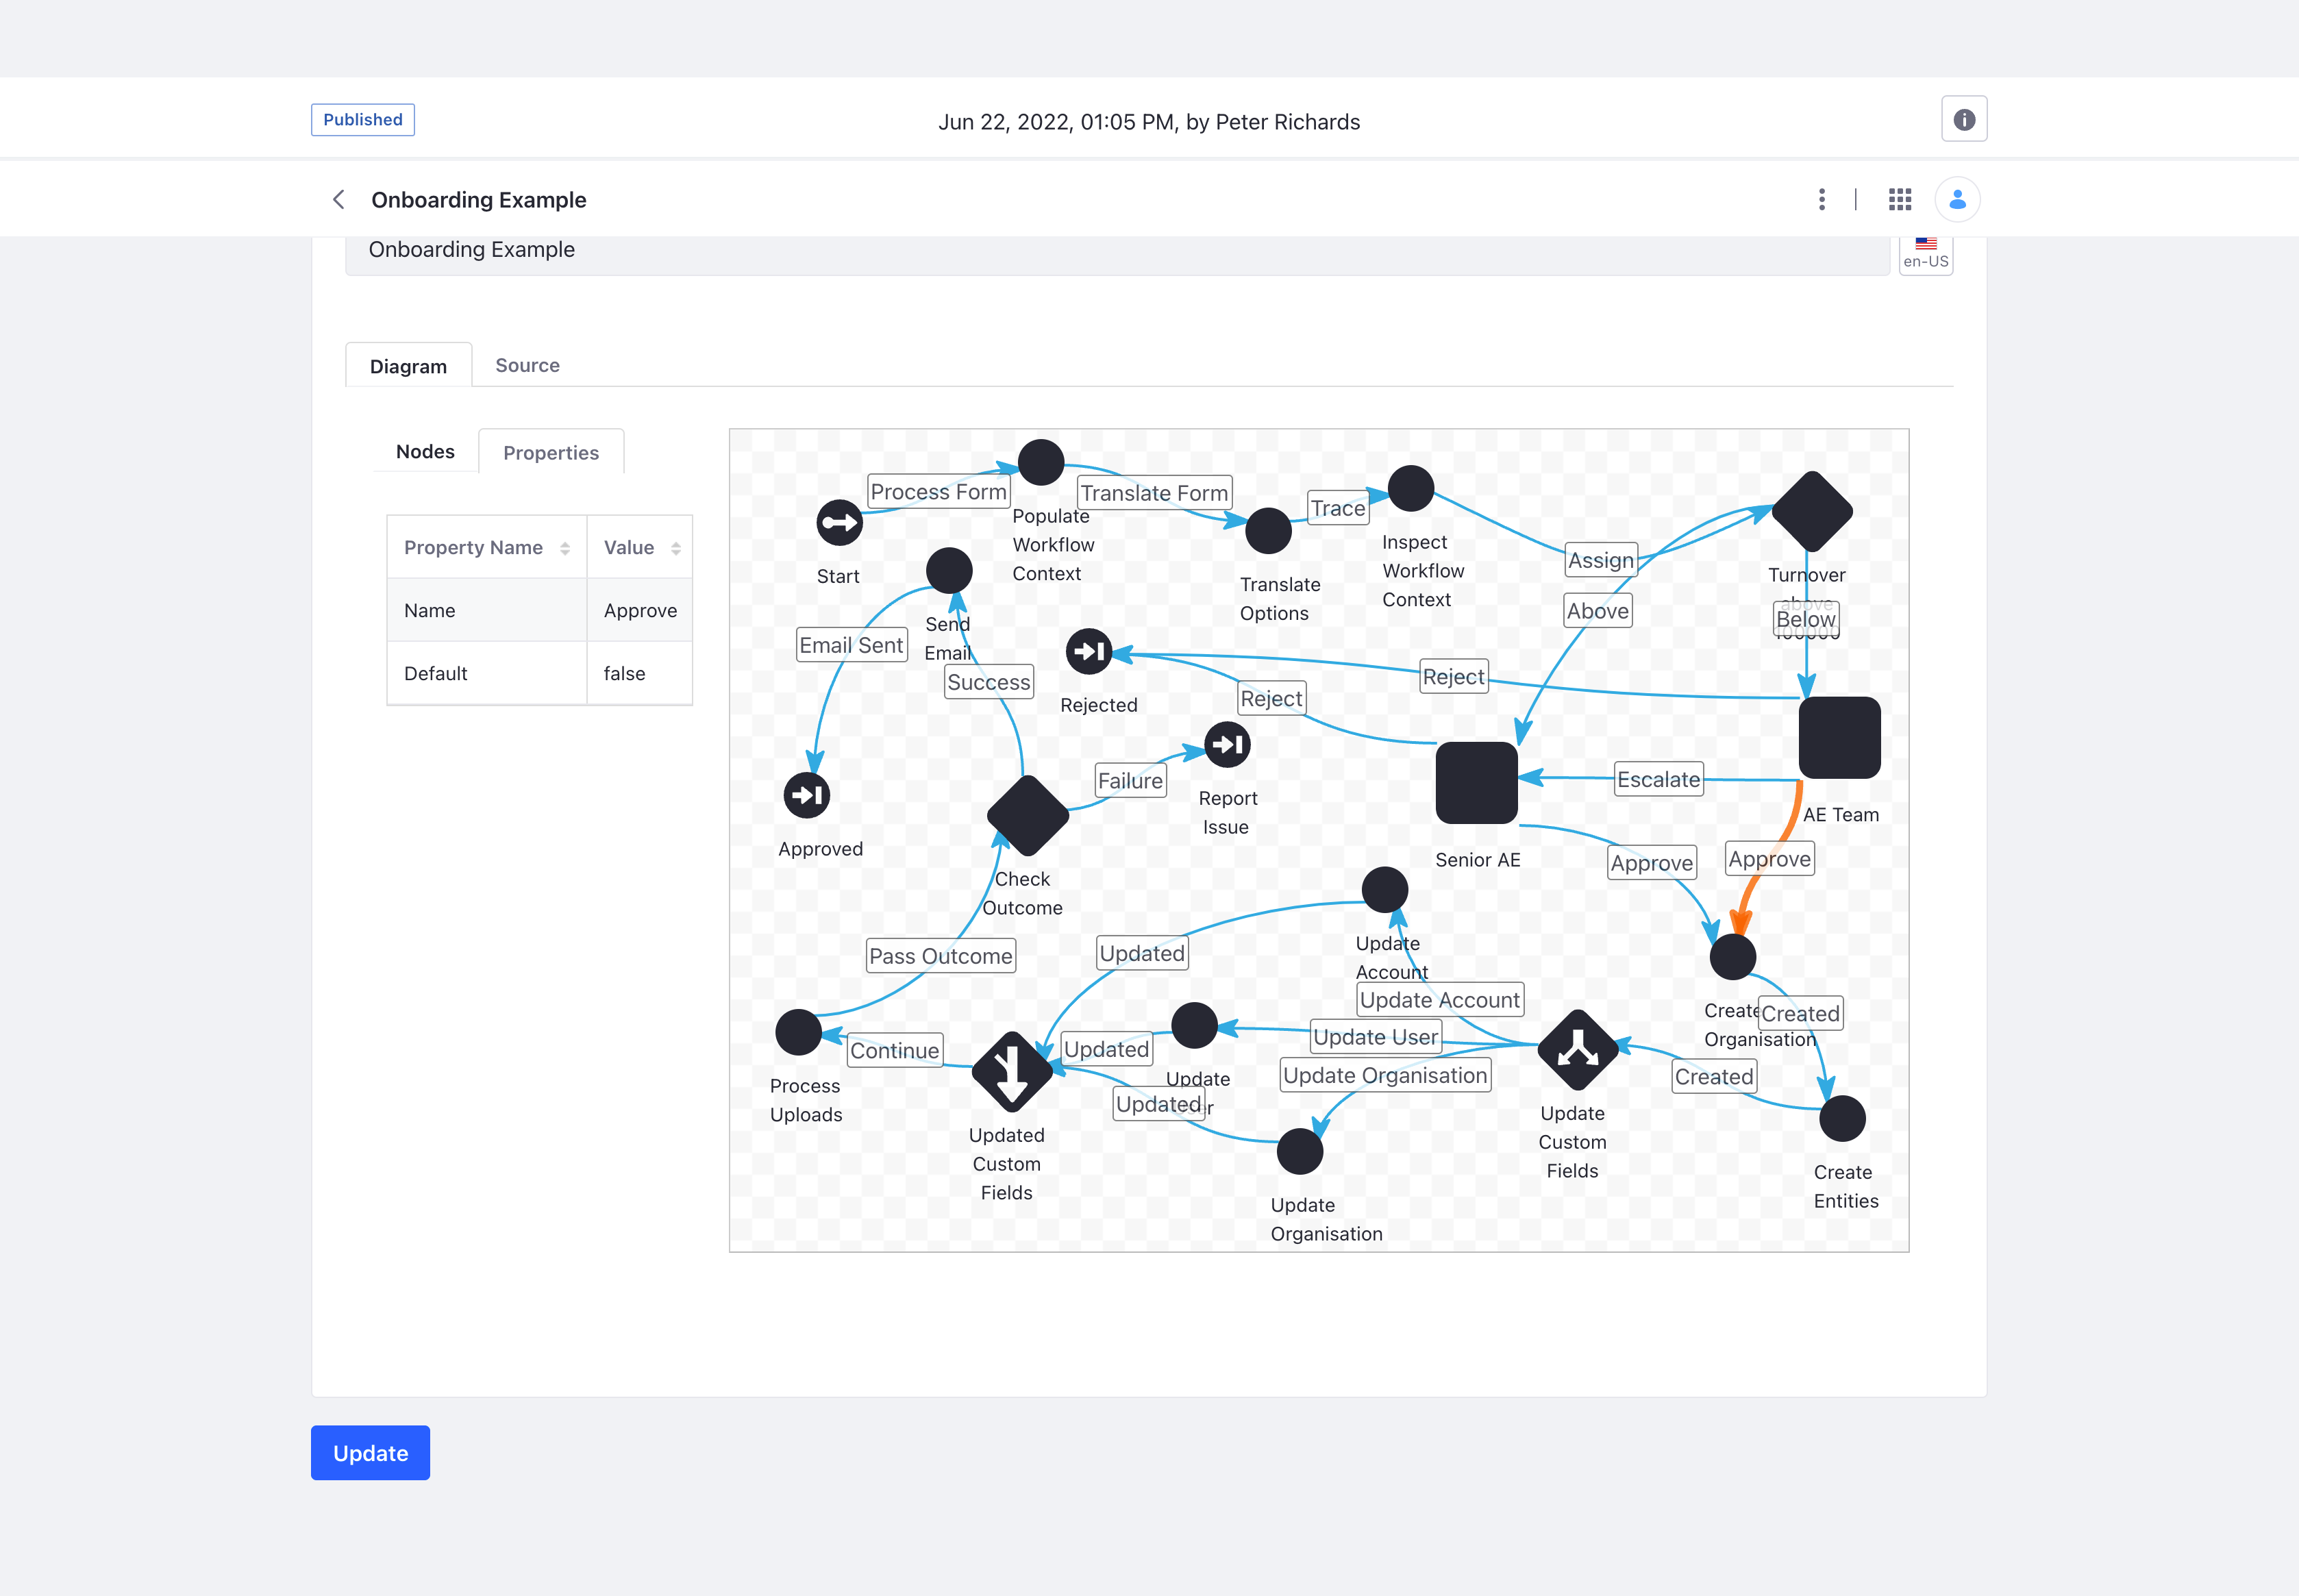 Published
Jun 22, 2022, 01:05 PM, by Peter Richards
Onboarding Example
Onboarding Example
en-US
Diagram
Source
Nodes
Properties
Property Name
Value
Name
Approve
Default
false
Process Form
Translate Form
Trace
Populate
Workflow
Context
Start
Translate
Options
Inspect
Workflow
Context
Assign
Above
Turnover
above
Below
100000
Email Sent
Send
Email
Success
Rejected
Reject
Reject
Failure
Report
Issue
Approved
Check
Outcome
Escalate
Senior AE
AE Team
Approve
Approve
Pass Outcome
Updated
Update
Account
Update Account
Create
Organisation
Created
Continue
Updated
Update User
Update Organisation
Created
Process
Uploads
Update
Updated
Updated
Custom
Fields
Update
Custom
Fields
Update
Organisation
Create
Entities
Update